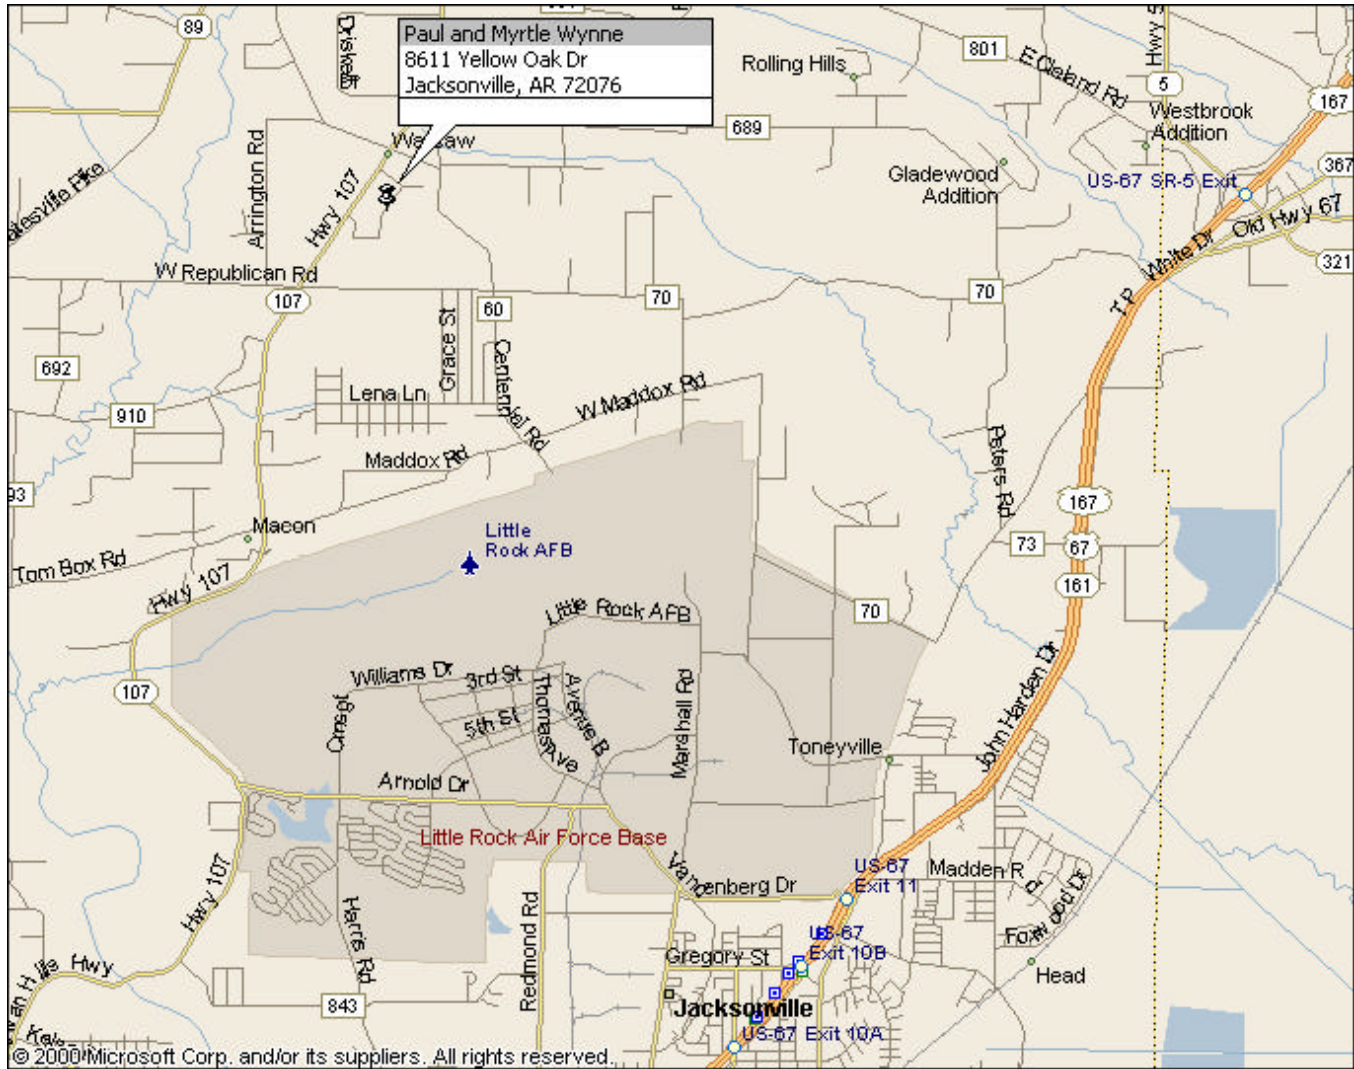 89
Driskell
Paul and Myrtle Wynne
8611 Yellow Oak Dr
Jacksonville, AR 72076
Rolling Hills
801
E Cleland Rd
Hwy 5
5
167
Westbrook
Addition
689
Gladewood
Addition
367
US-67 SR-5 Exit
Old Hwy 67
321
T P White Dr
Arrington Rd
Hwy 107
W Republican Rd
107
60
70
70
692
910
Grace St
Lena Ln
Centennial Rd
W Maddox Rd
Maddox Rd
Peters Rd
93
Macon
Tom Box Rd
Hwy 107
Little
Rock AFB
167
73
67
161
70
Little Rock AFB
107
Williams Dr
3rd St
5th St
Thomas Ave
Avenue B
Marshall Rd
John Harden Dr
Toneyville
Arnold Dr
Little Rock Air Force Base
Hwy 107
Harris Rd
Redmond Rd
US-67
Exit 11
Madden Rd
Foxwood Dr
Head
US-67
Exit 10B
Gregory St
843
Jacksonville
US-67 Exit 10A
© 2000 Microsoft Corp. and/or its suppliers. All rights reserved.